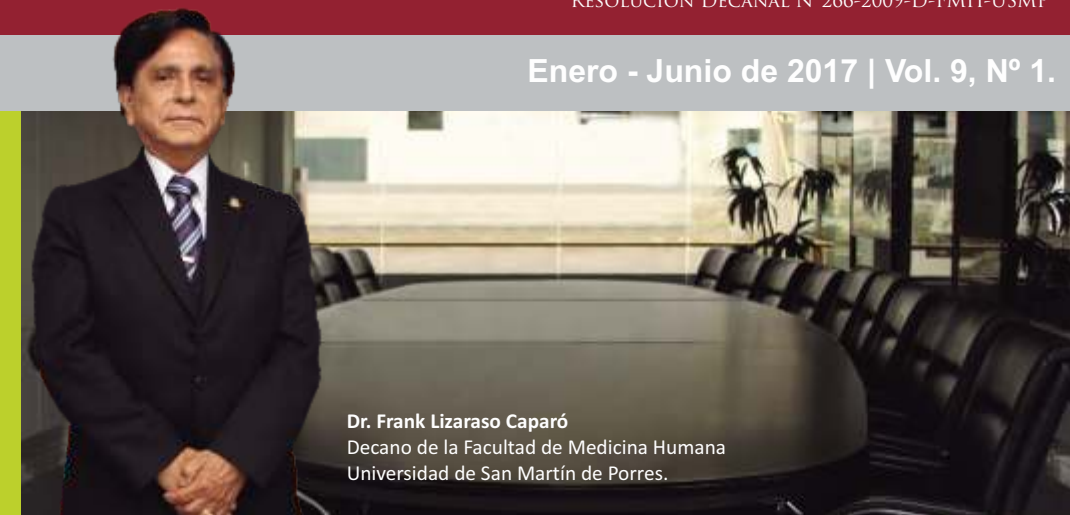 RESOLUCIÓN DECANAL N°266-2009-D-FMH-USMP
Enero - Junio de 2017 | Vol. 9, Nº 1.
Dr. Frank Lizaraso Caparó
Decano de la Facultad de Medicina Humana
Universidad de San Martín de Porres.